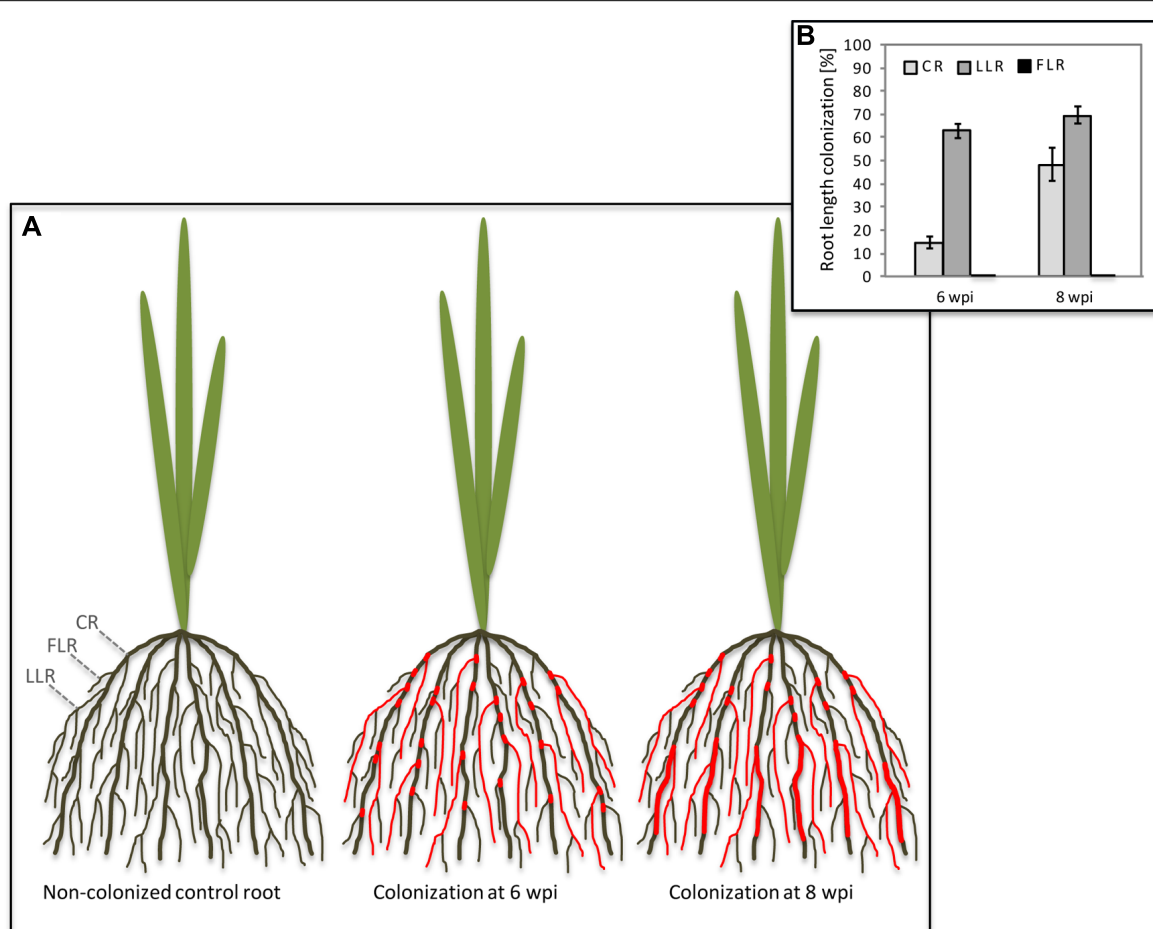 B
Root length colonization [%]
100
90
80
70
60
50
40
30
20
10
0
CR LLR FLR
6 wpi 8 wpi
A
CR
FLR
LLR
Non-colonized control root Colonization at 6 wpi Colonization at 8 wpi